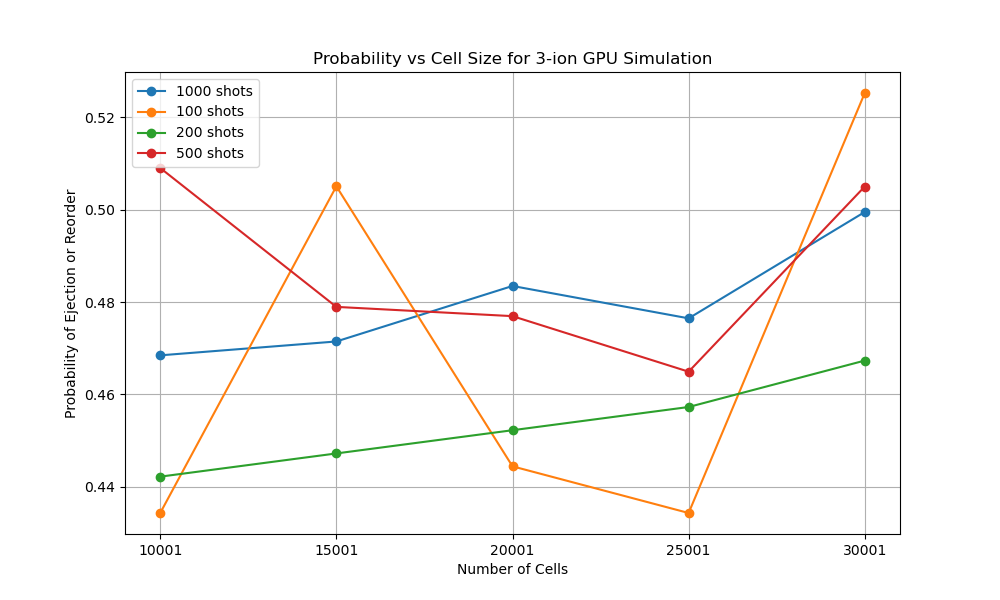 Probability vs Cell Size for 3-ion GPU Simulation
1000 shots
100 shots
200 shots
500 shots
Probability of Ejection or Reorder
0.52
0.50
0.48
0.46
0.44
10001 15001 20001 25001 30001
Number of Cells